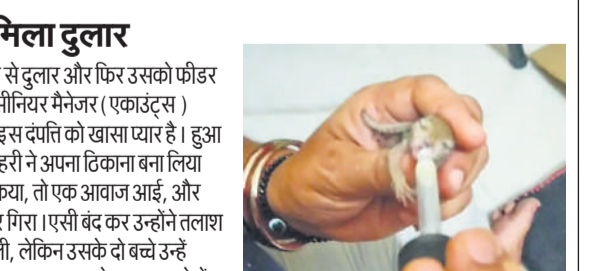 मिला दुलार
से दुलार और फिर उसको फीडर
सीनियर मैनेजर ( एकाउंट्स )
इस दंपत्ति को खासा प्यार है। हुआ
ने अपना ठिकाना बना लिया
तो एक आवाज आई, और
गिरा।एसी बंद कर उन्होंने तलाश
लेकिन उसके दो बच्चे उन्हें